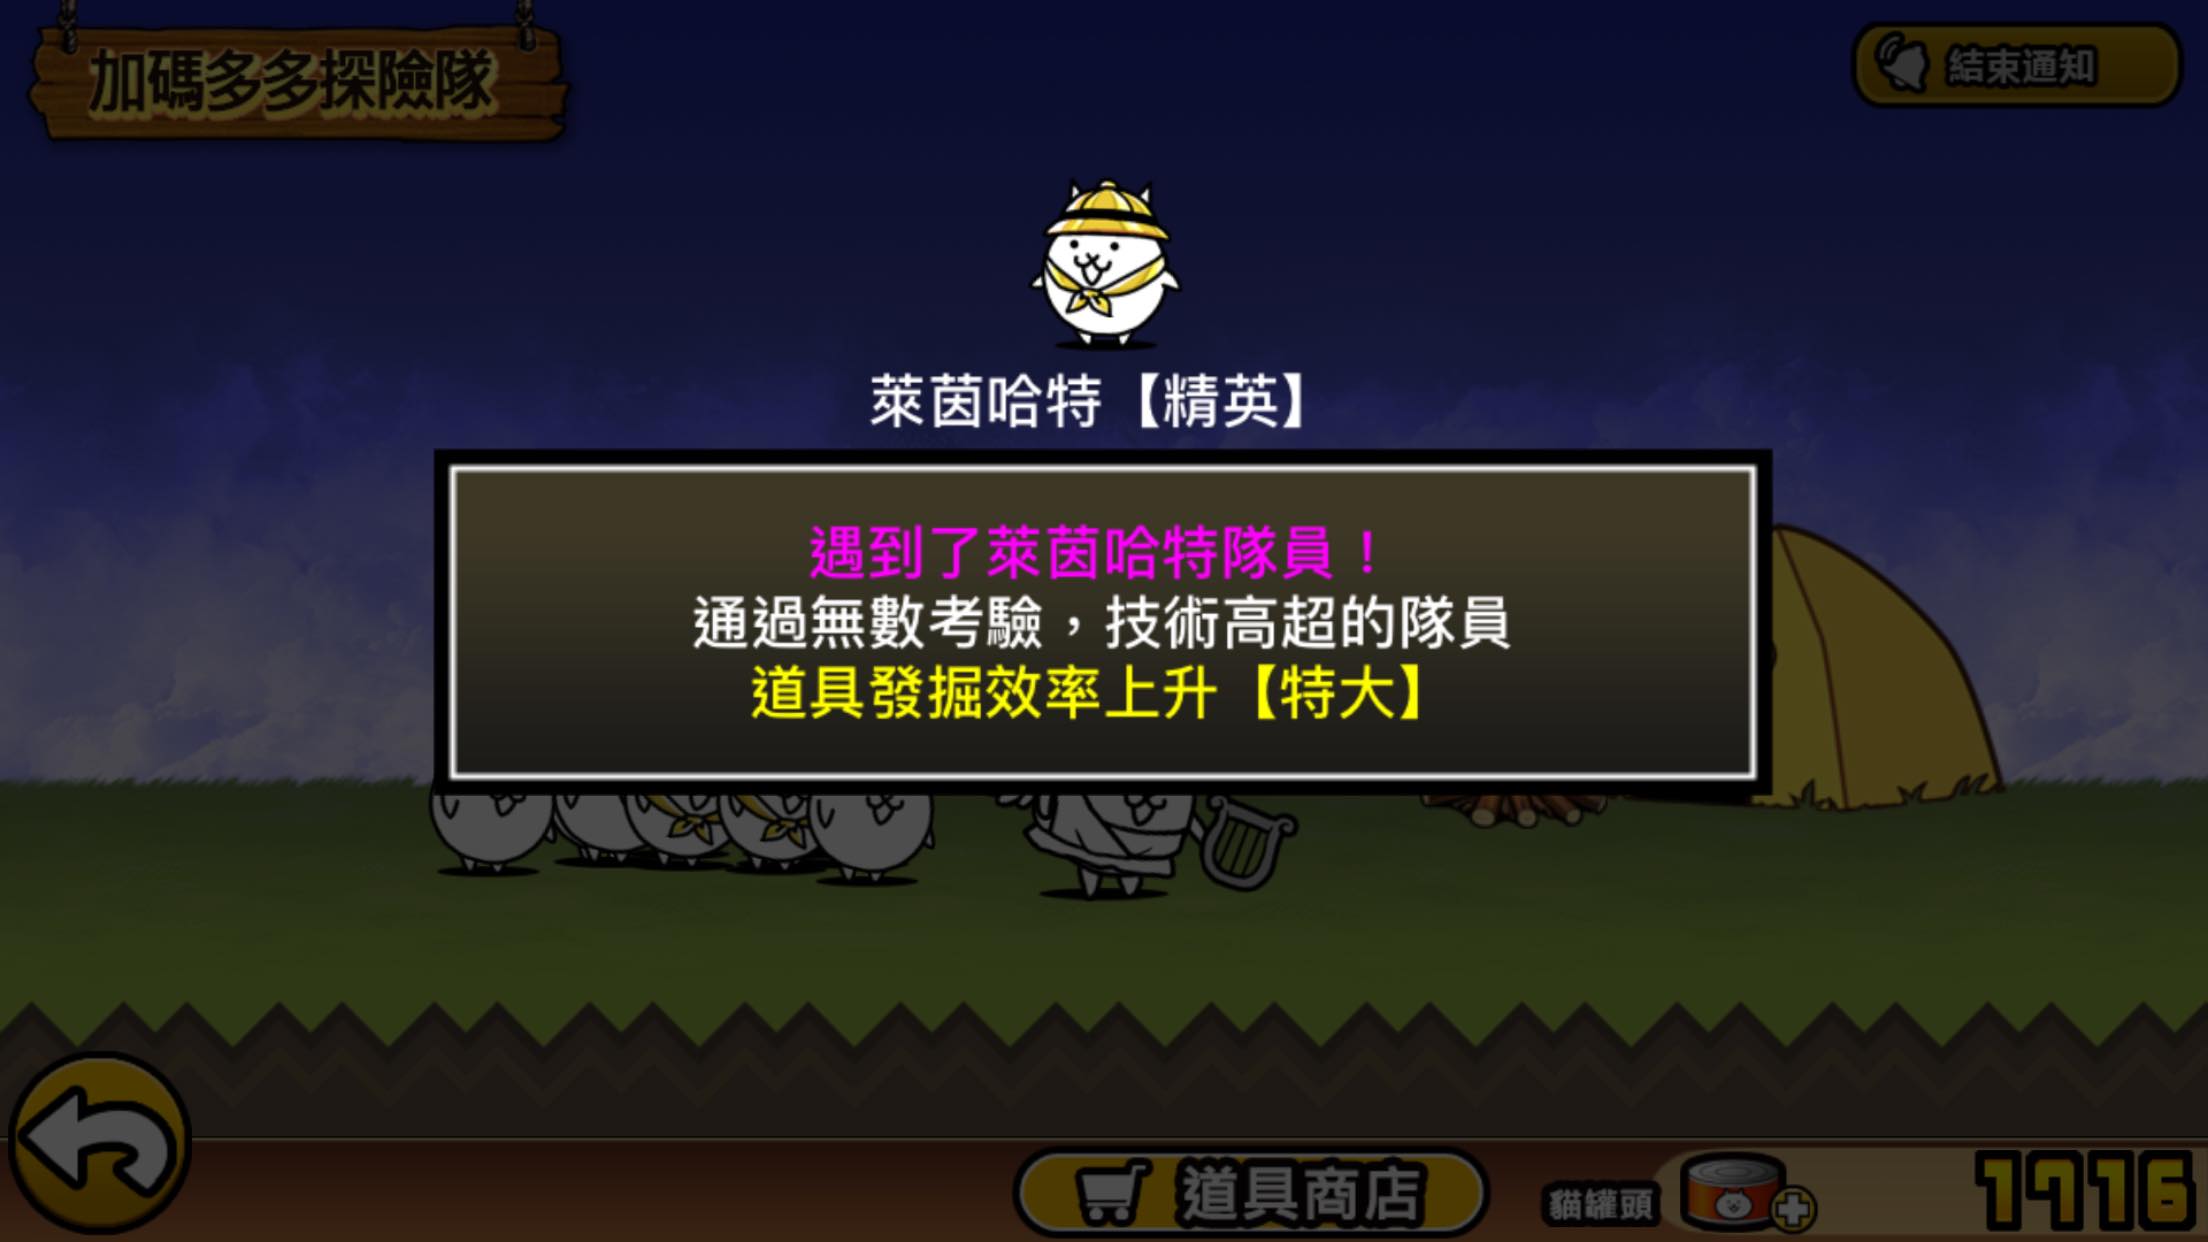 加碼多多探險隊
結束通知
萊茵哈特【精英】
遇到了萊茵哈特隊員！
通過無數考驗，技術高超的隊員
道具發掘效率上升【特大】
道具商店
貓罐頭
1716